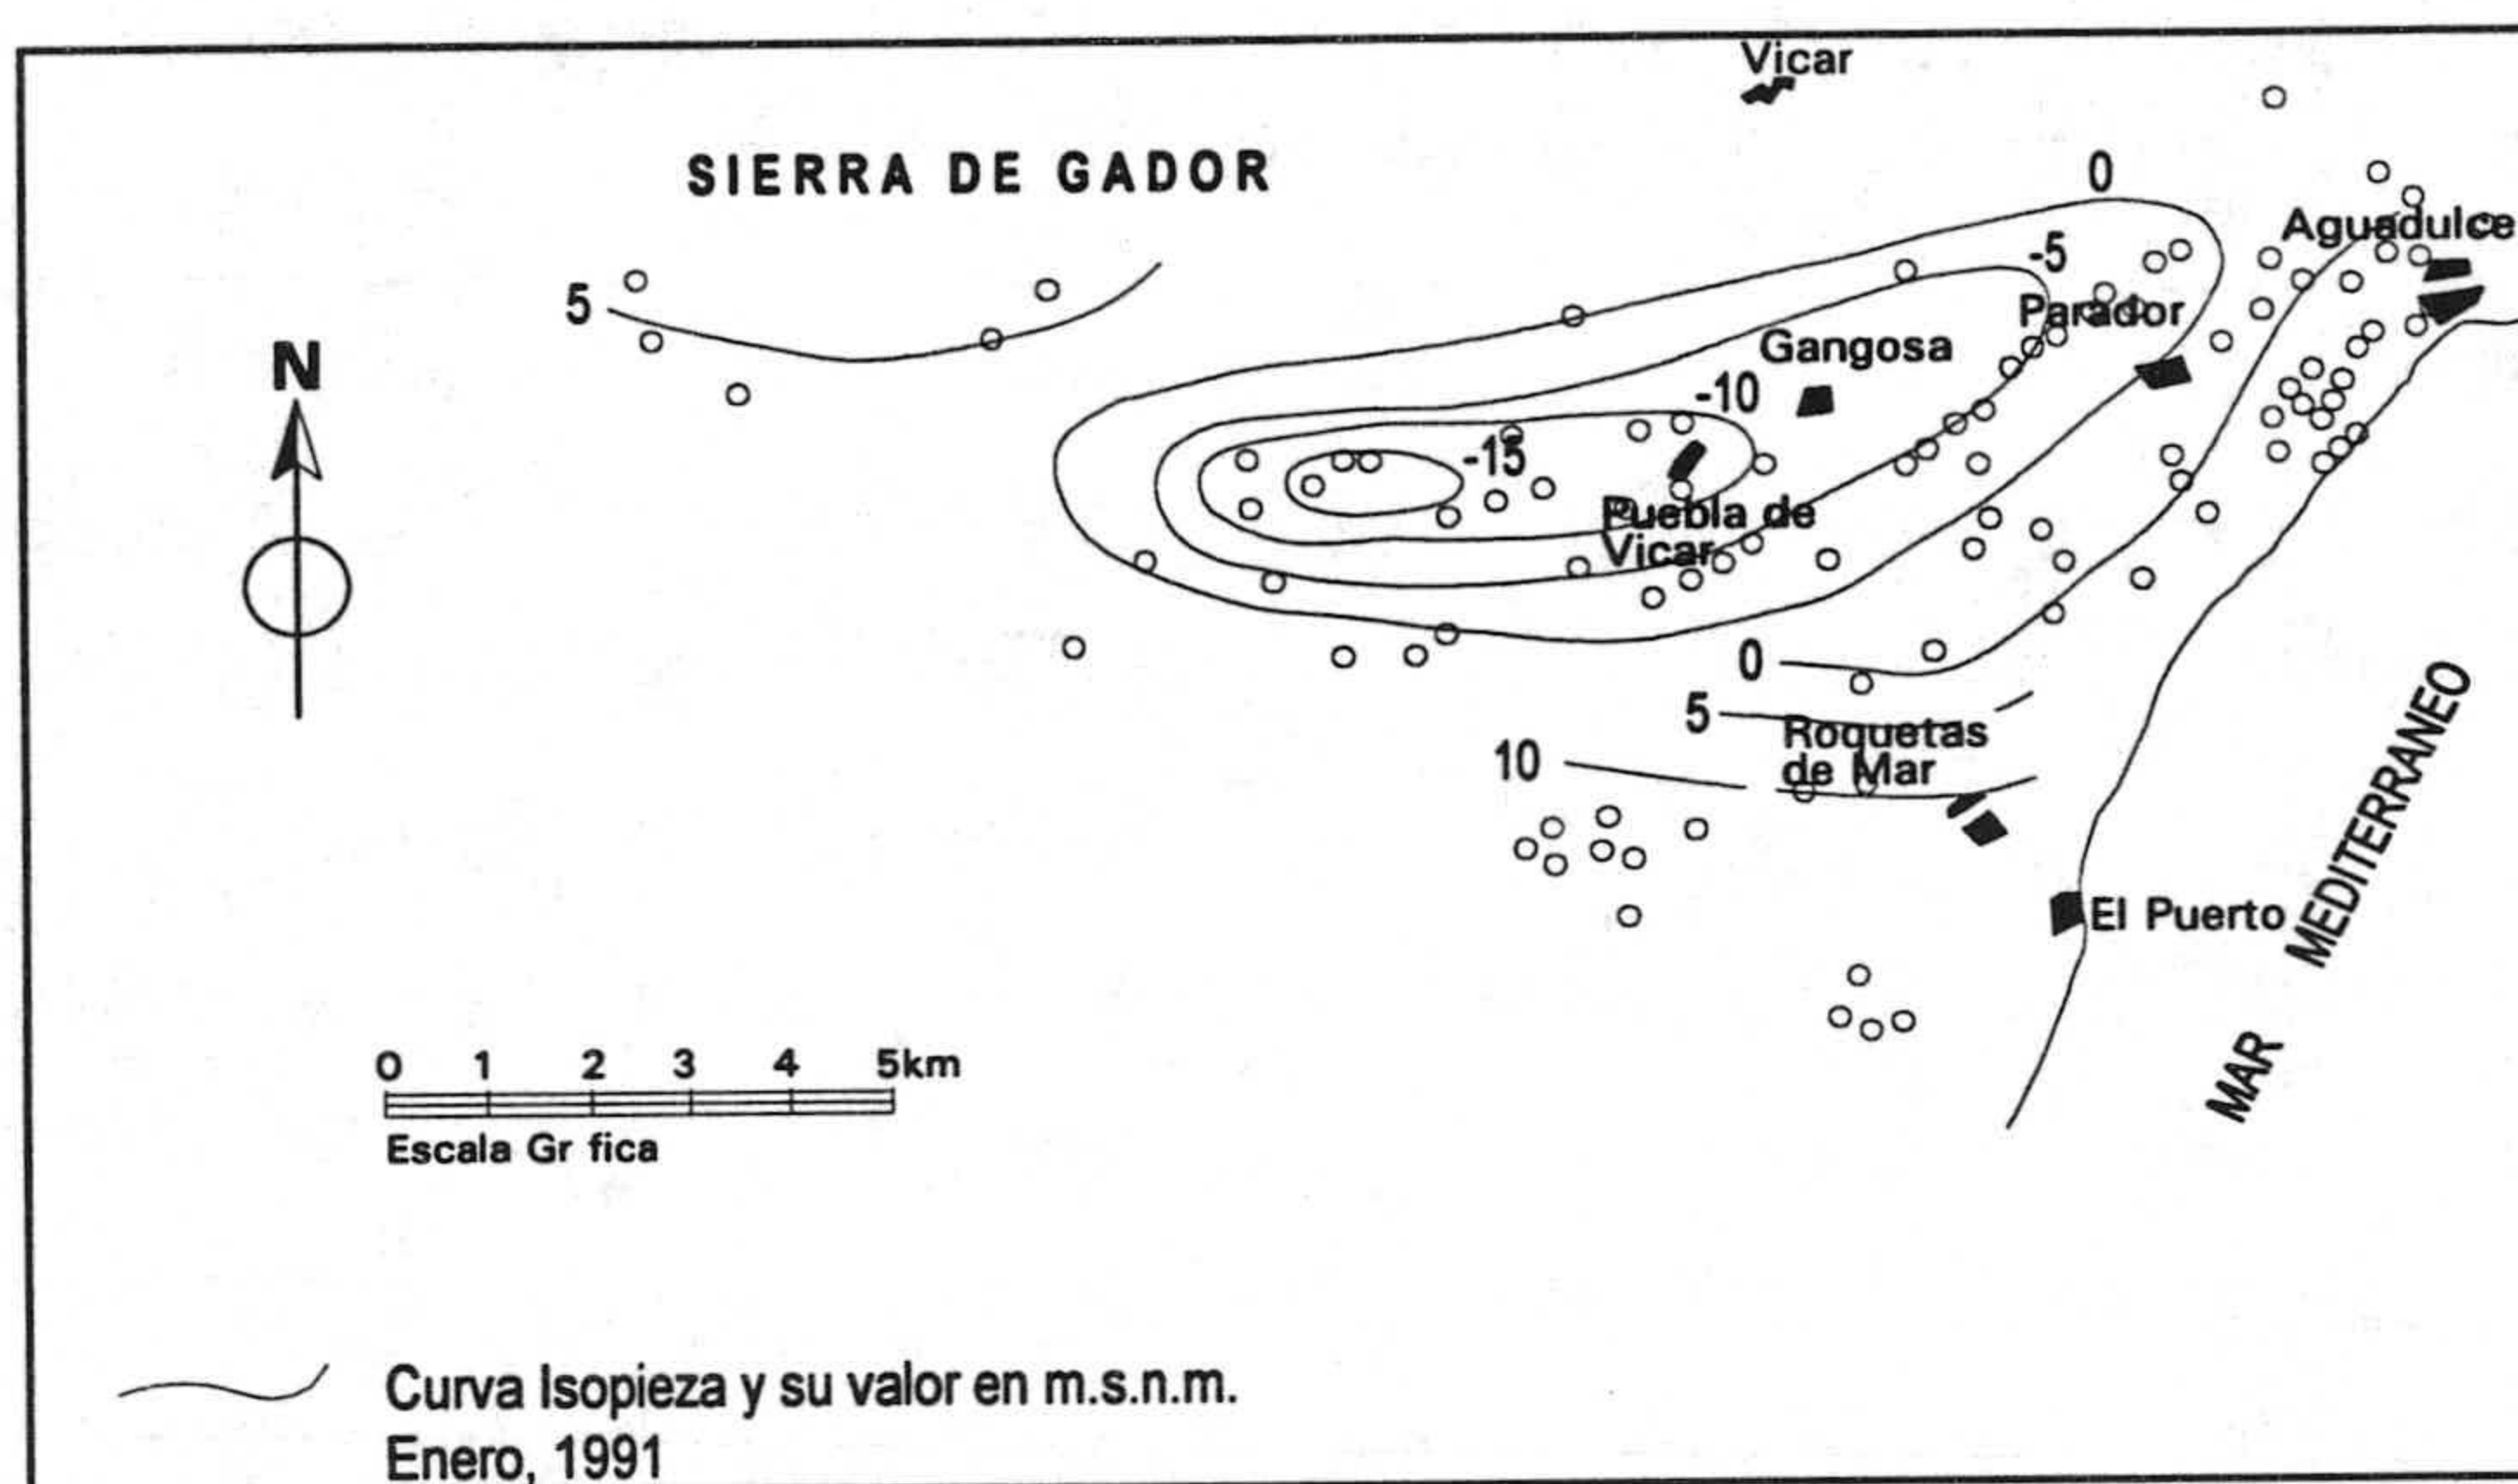 Vicar
SIERRA DE GADOR
0
Aguadulce
-5
5
Parador
N
Gangosa
-10
-15
Puebla de
Vicar
0
5
Roquetas
10
de Mar
El Puerto
MAR MEDITERRANEO
0 1 2 3 4 5km
Escala Gr fica
Curva Isopieza y su valor en m.s.n.m.
Enero, 1991